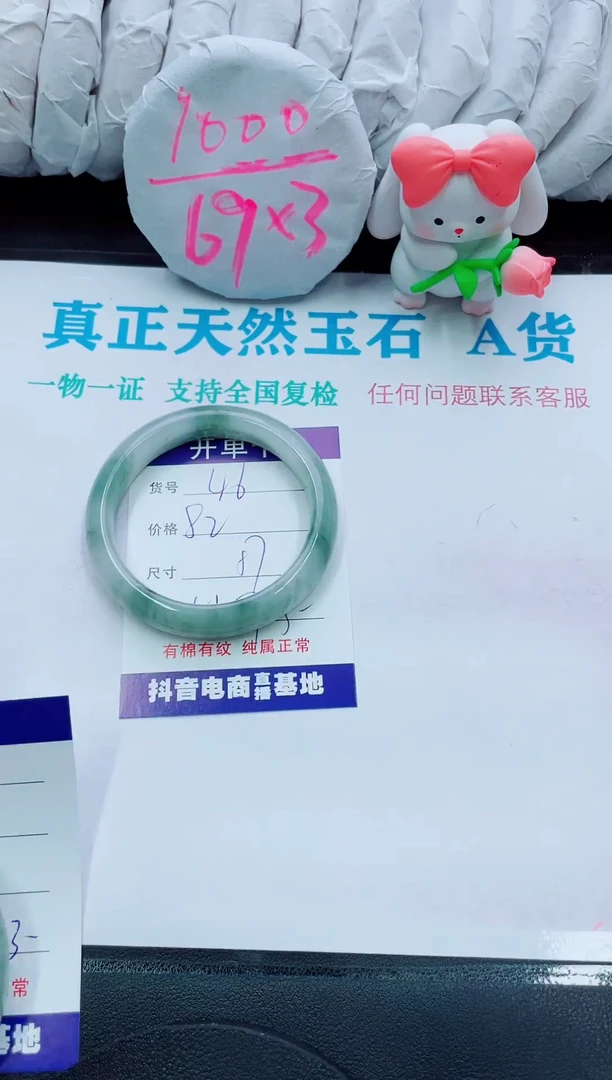 1000
69×3
真正天然玉石 A货
一物一证 支持全国复检 任何问题联系客服
开单卡
货号 46
价格 82
尺寸
有棉有纹 纯属正常
抖音电商直播基地
常
基地